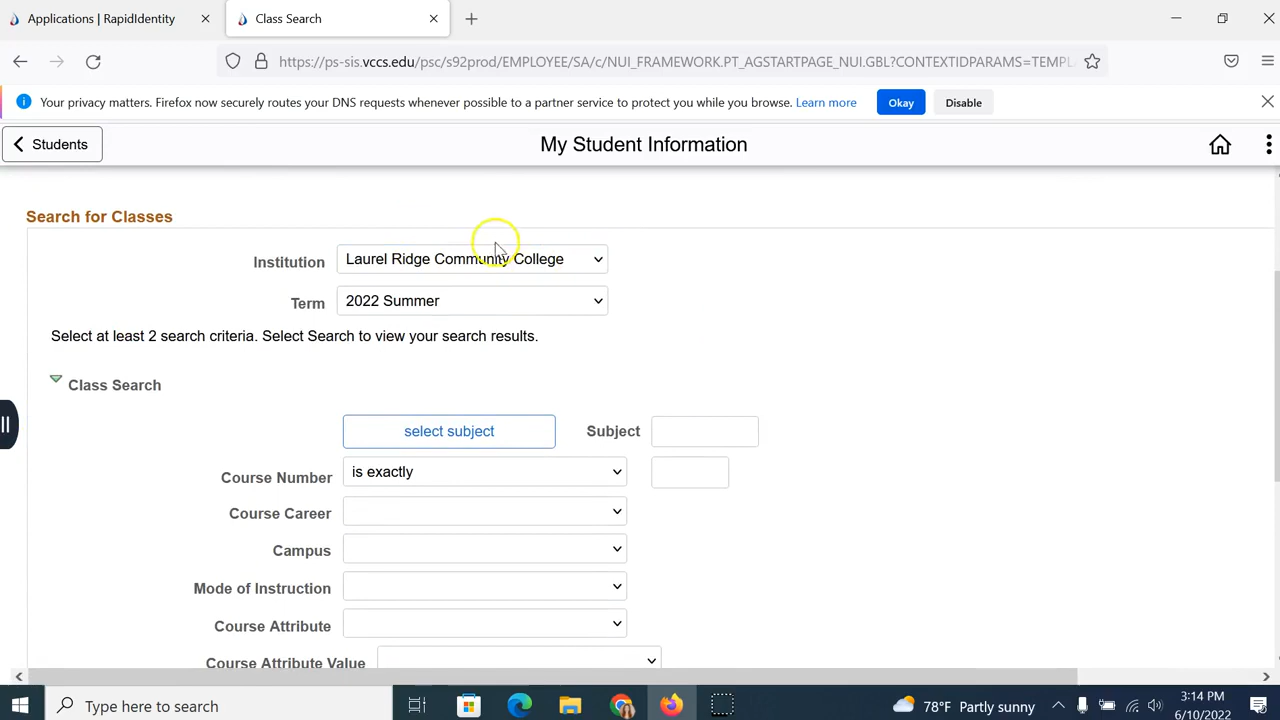 Applications | RapidIdentity
Class Search
https://ps-sis.vccs.edu/psc/s92prod/EMPLOYEE/SA/c/NUI_FRAMEWORK.PT_AGSTARTPAGE_NUI.GBL?CONTEXTIDPARAMS=TEMPL
Your privacy matters. Firefox now securely routes your DNS requests whenever possible to a partner service to protect you while you browse. Learn more Okay Disable
Students My Student Information
Search for Classes
Institution Laurel Ridge Community College
Term 2022 Summer
Select at least 2 search criteria. Select Search to view your search results.
Class Search
select subject Subject
Course Number is exactly
Course Career
Campus
Mode of Instruction
Course Attribute
Course Attribute Value
3:14 PM
Type here to search 78°F Partly sunny
6/10/2022